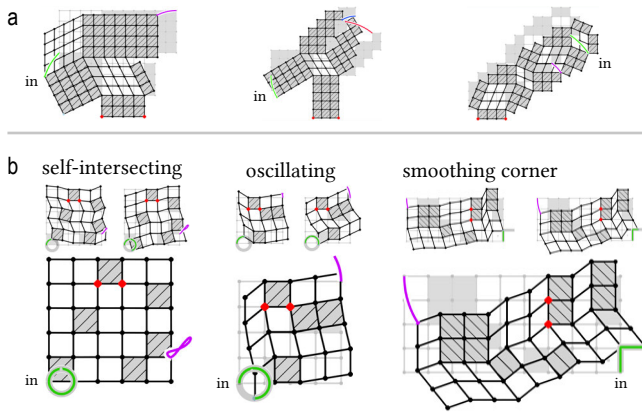 a
in
in
in
b
self-intersecting
oscillating
smoothing corner
in
in
in